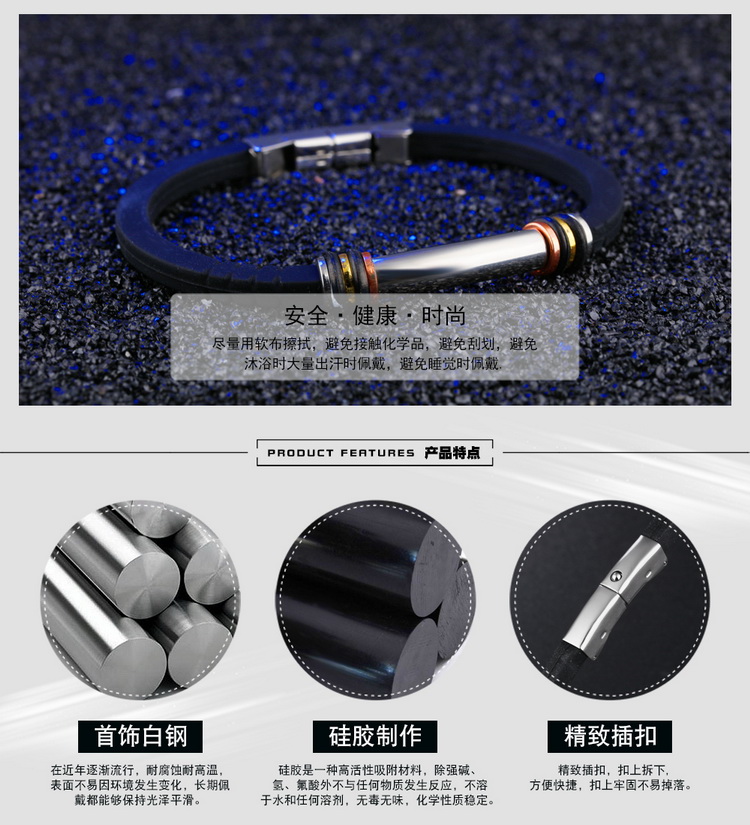 安全·健康·时尚
尽量用软布擦拭，避免接触化学品，避免刮划，避免
沐浴时大量出汗时佩戴，避免睡觉时佩戴.
PRODUCT FEATURES 产品特点
首饰白钢
在近年逐渐流行，耐腐蚀耐高温，
表面不易因环境发生变化，长期佩
戴都能够保持光泽平滑。
硅胶制作
硅胶是一种高活性吸附材料，除强碱、
氢、氟酸外不与任何物质发生反应，不溶
于水和任何溶剂，无毒无味，化学性质稳定。
精致插扣
精致插扣，扣上拆下，
方便快捷，扣上牢固不易掉落。